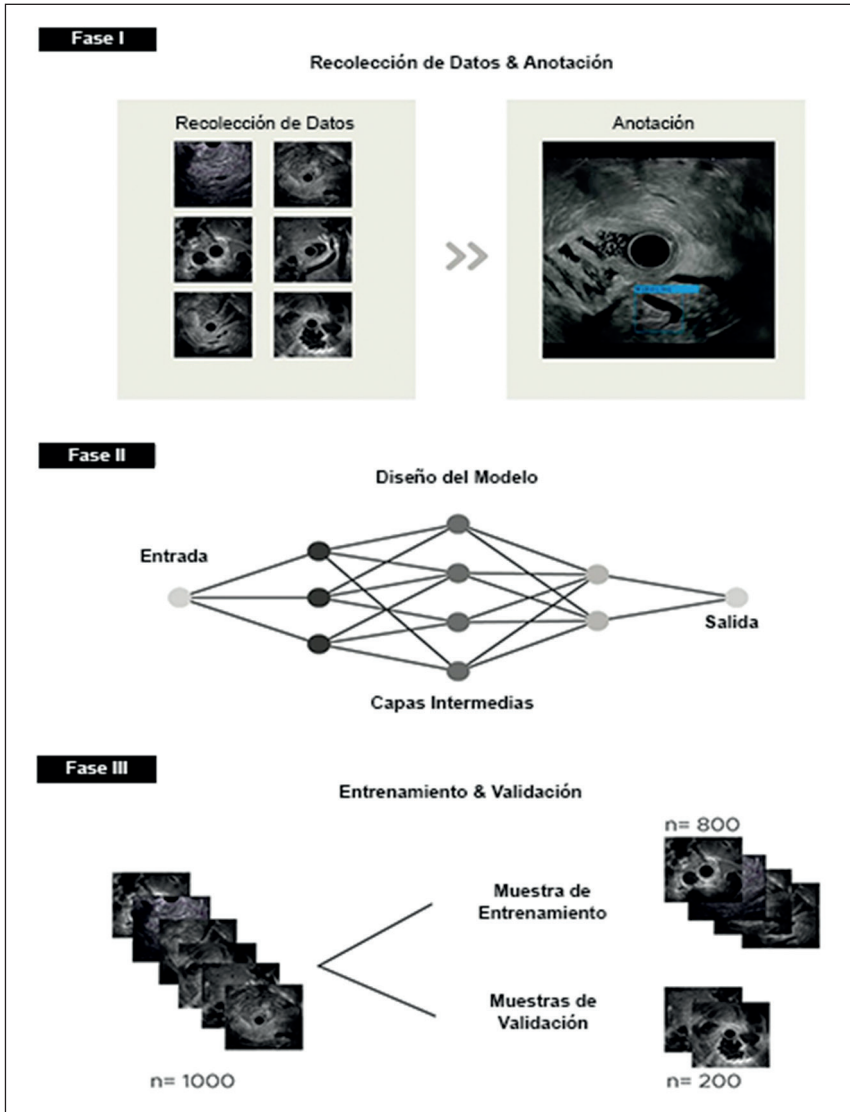 Fase I
Recolección de Datos & Anotación
Recolección de Datos
Anotación
Fase II
Diseño del Modelo
Entrada
Salida
Capas Intermedias
Fase III
Entrenamiento & Validación
n= 800
Muestra de
Entrenamiento
Muestras de
Validación
n= 1000
n= 200